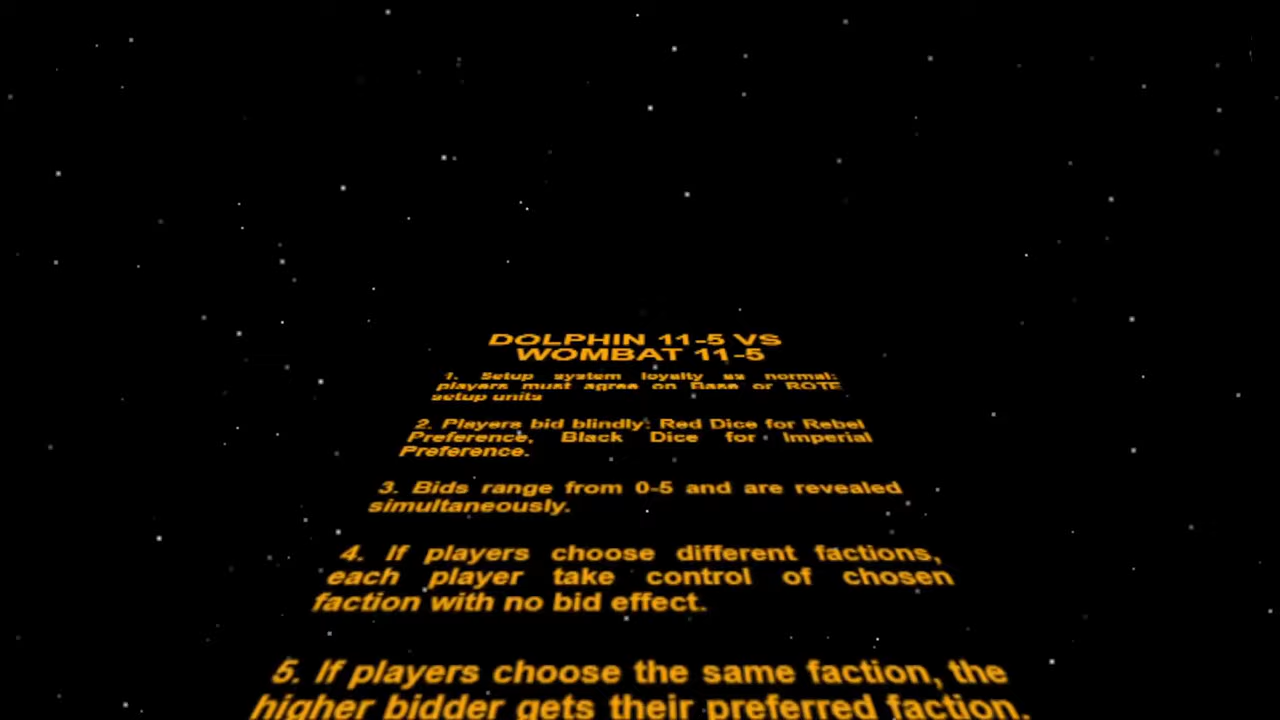 DOLPHIN 11-5 VS
WOMBAT 11-5
1. Setup system loyalty as normal;
players must agree on Base or ROTE
setup units
2. Players bid blindly: Red Dice for Rebel
Preference, Black Dice for Imperial
Preference.
3. Bids range from 0-5 and are revealed
simultaneously.
4. If players choose different factions,
each player take control of chosen
faction with no bid effect.
5. If players choose the same faction, the
higher bidder gets their preferred faction.